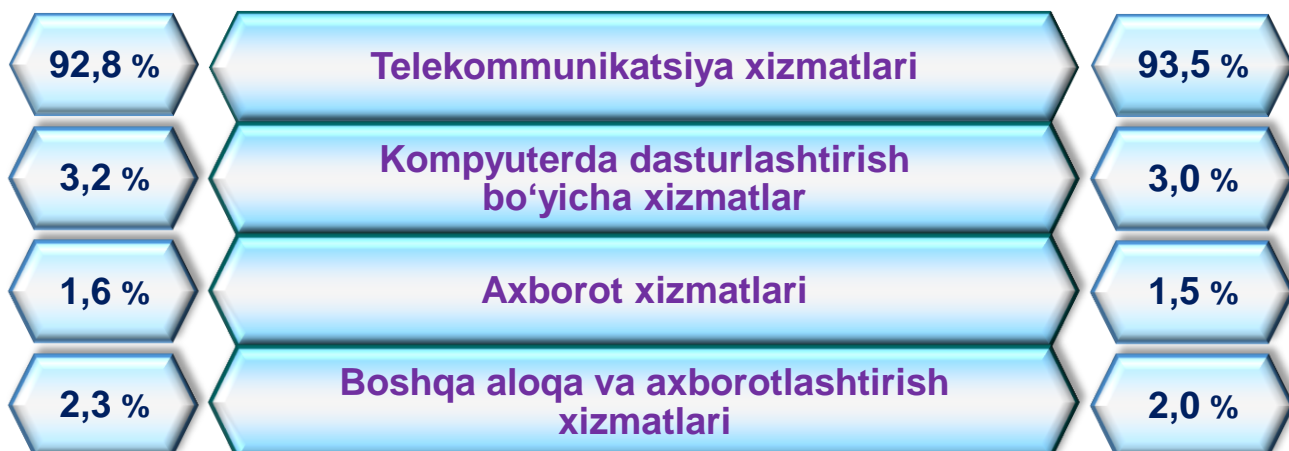 92,8 % Telekommunikatsiya xizmatlari 93,5 %
3,2 % Kompyuterda dasturlashtirish
bo‘yicha xizmatlar 3,0 %
1,6 % Axborot xizmatlari 1,5 %
2,3 % Boshqa aloqa va axborotlashtirish
xizmatlari 2,0 %